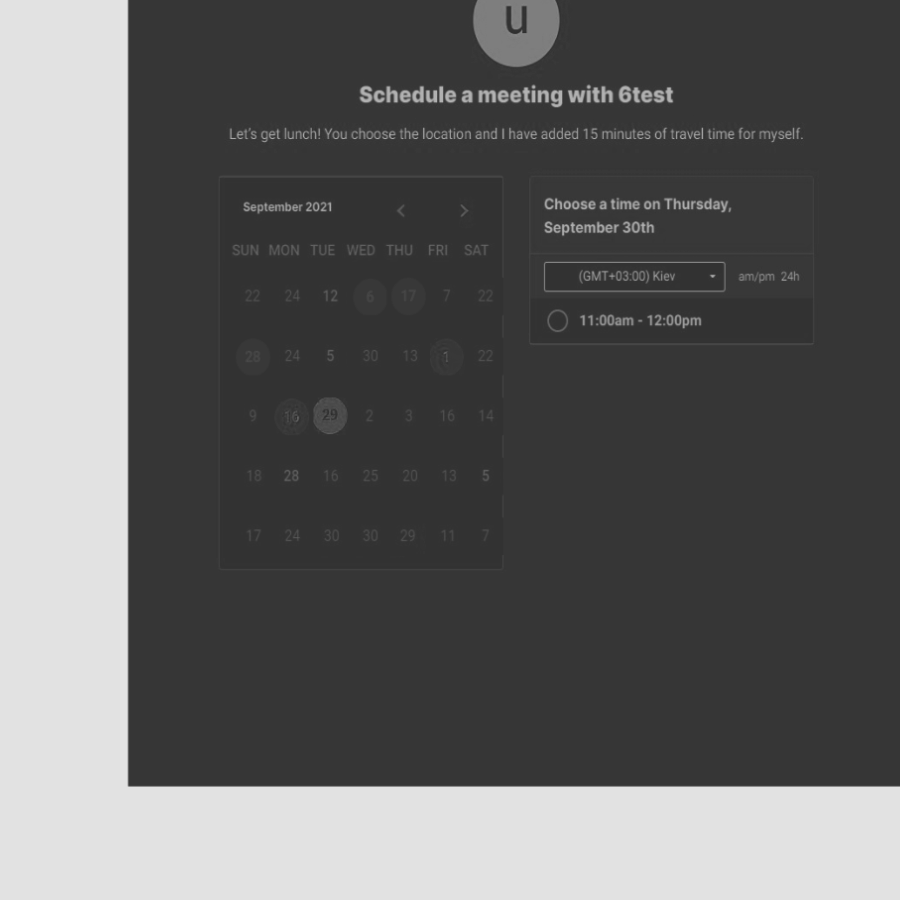 u
Schedule a meeting with 6test
Let's get lunch! You choose the location and I have added 15 minutes of travel time for myself.
September 2021
SUN MON TUE WED THU FRI SAT
22 24 12 6 17 7 22
28 24 5 30 13 1 22
9 16 29 2 3 16 14
18 28 16 25 20 13 5
17 24 30 30 29 11 7
Choose a time on Thursday,
September 30th
(GMT+03:00) Kiev am/pm 24h
11:00am - 12:00pm